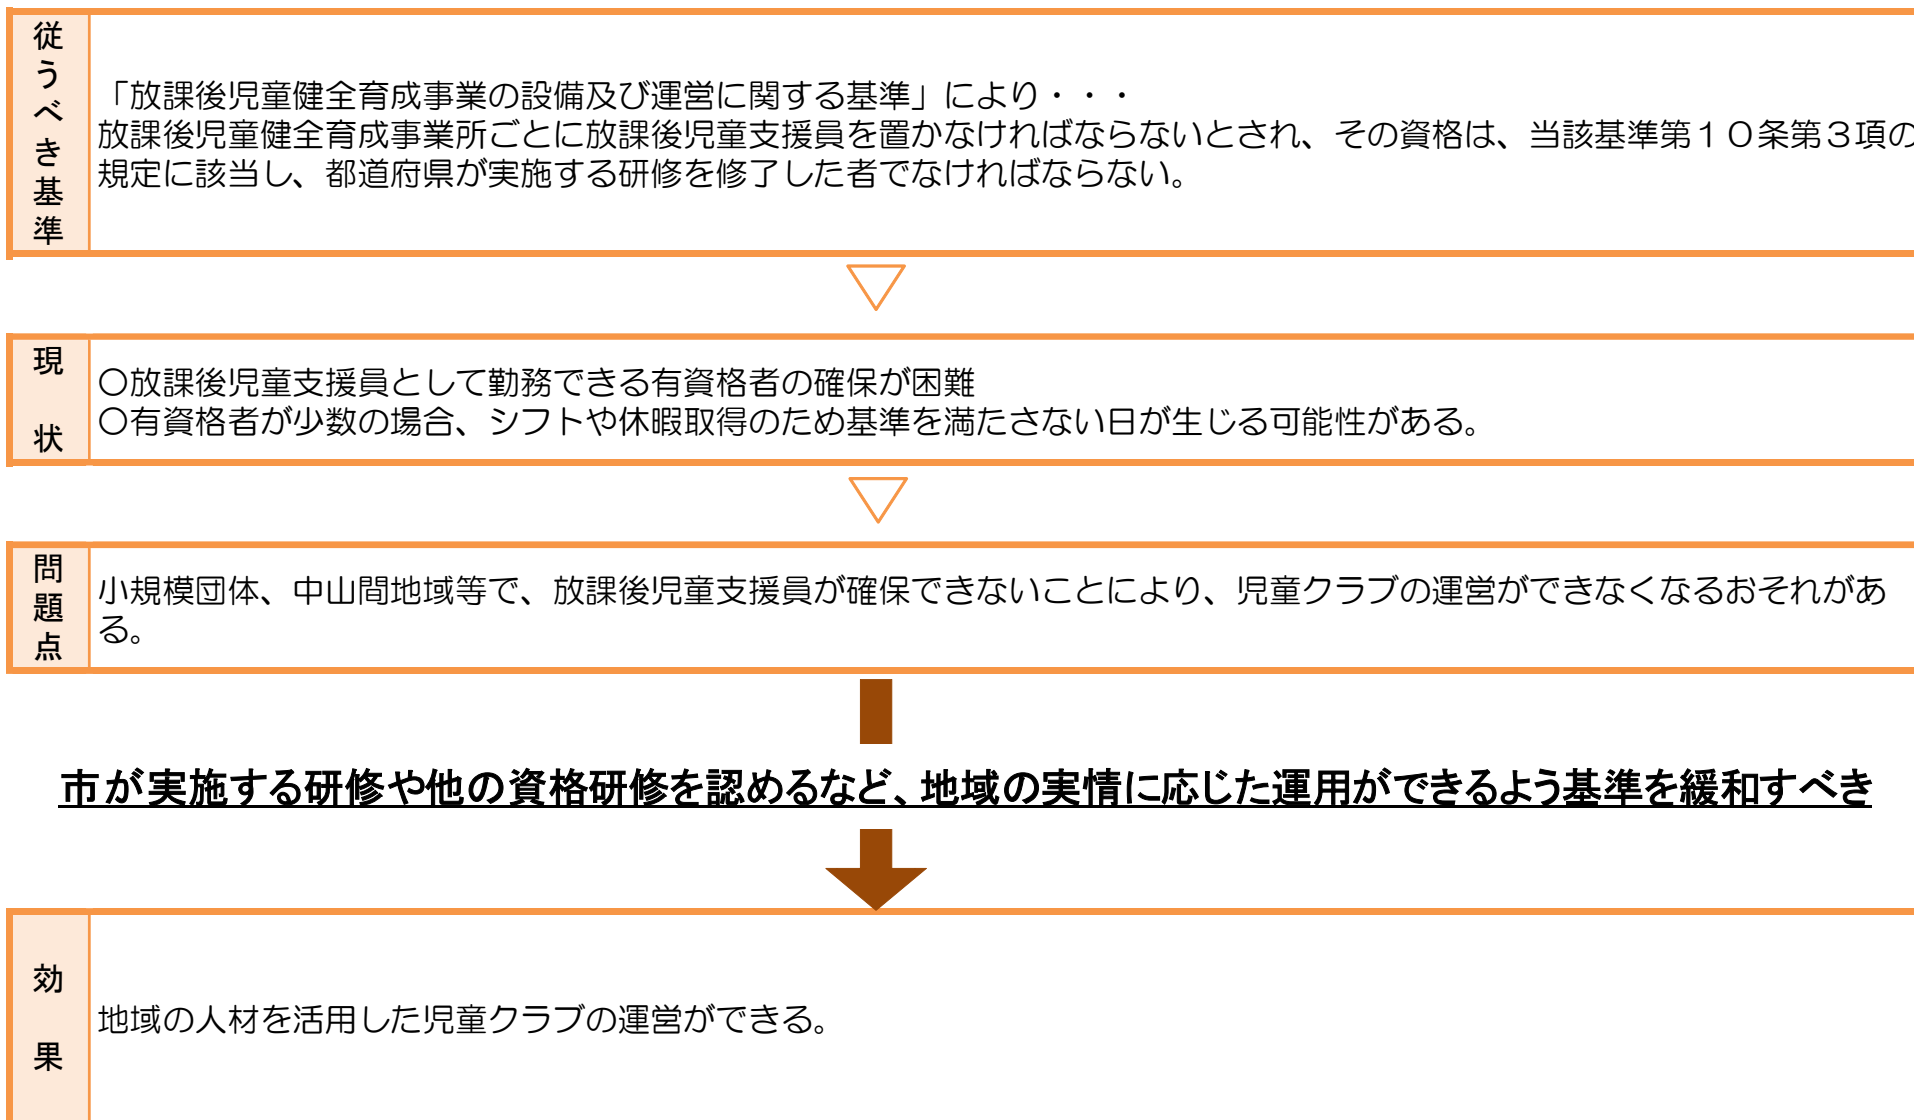 従うべき基準
「放課後児童健全育成事業の設備及び運営に関する基準」により・・・
放課後児童健全育成事業所ごとに放課後児童支援員を置かなければならないとされ、その資格は、当該基準第１０条第３項の
規定に該当し、都道府県が実施する研修を修了した者でなければならない。
現状
〇放課後児童支援員として勤務できる有資格者の確保が困難
〇有資格者が少数の場合、シフトや休暇取得のため基準を満たさない日が生じる可能性がある。
問題点
小規模団体、中山間地域等で、放課後児童支援員が確保できないことにより、児童クラブの運営ができなくなるおそれがあ
る。
市が実施する研修や他の資格研修を認めるなど、地域の実情に応じた運用ができるよう基準を緩和すべき
効果
地域の人材を活用した児童クラブの運営ができる。